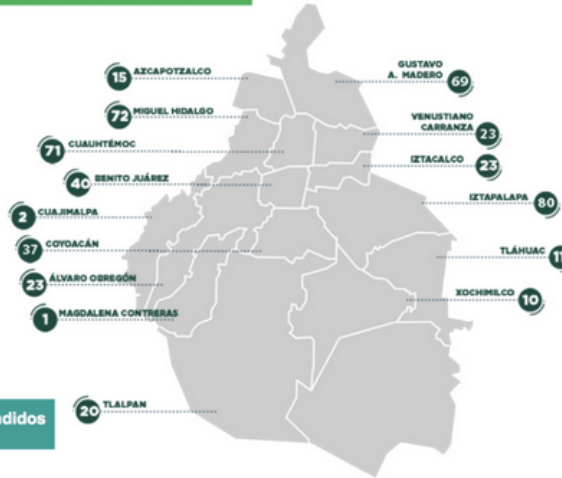 15 AZCAPOTZALCO
72 MIGUEL HIDALGO
71 CUAUHTÉMOC
40 BENITO JUÁREZ
2 CUAJIMALPA
37 COYOACÁN
23 ÁLVARO OBREGÓN
1 MAGDALENA CONTRERAS
20 TLALPAN
GUSTAVO
A. MADERO 69
VENUSTIANO
CARRANZA 23
IZTACALCO 23
IZTAPALAPA 80
TLÁHUAC 11
XOCHIMILCO 10